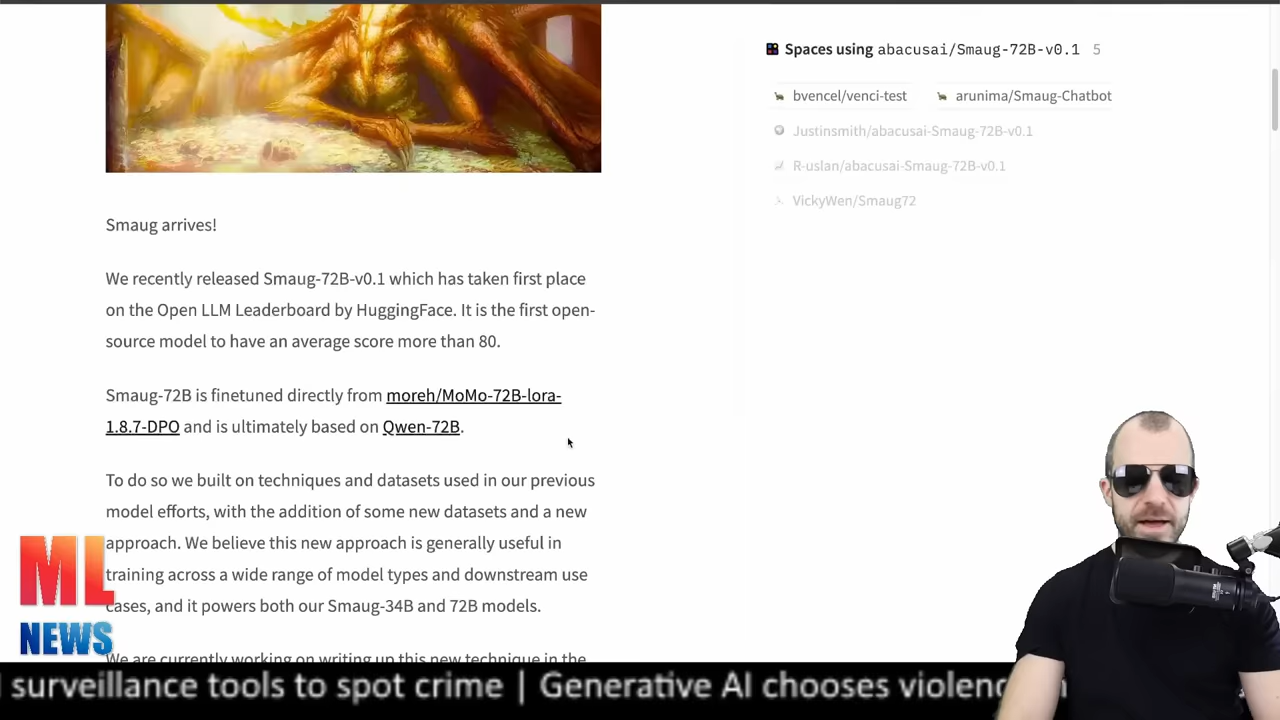 Smaug arrives!
We recently released Smaug-72B-v0.1 which has taken first place
on the Open LLM Leaderboard by HuggingFace. It is the first open-
source model to have an average score more than 80.
Smaug-72B is finetuned directly from moreh/MoMo-72B-lora-
1.8.7-DPO and is ultimately based on Qwen-72B.
To do so we built on techniques and datasets used in our previous
model efforts, with the addition of some new datasets and a new
approach. We believe this new approach is generally useful in
training across a wide range of model types and downstream use
cases, and it powers both our Smaug-34B and 72B models.
We are currently working on writing up this new technique in the
Spaces using abacusai/Smaug-72B-v0.1 5
bvencel/venci-test
arunima/Smaug-Chatbot
Justinsmith/abacusai-Smaug-72B-v0.1
R-uslan/abacusai-Smaug-72B-v0.1
VickyWen/Smaug72
ML
NEWS
surveillance tools to spot crime | Generative AI chooses